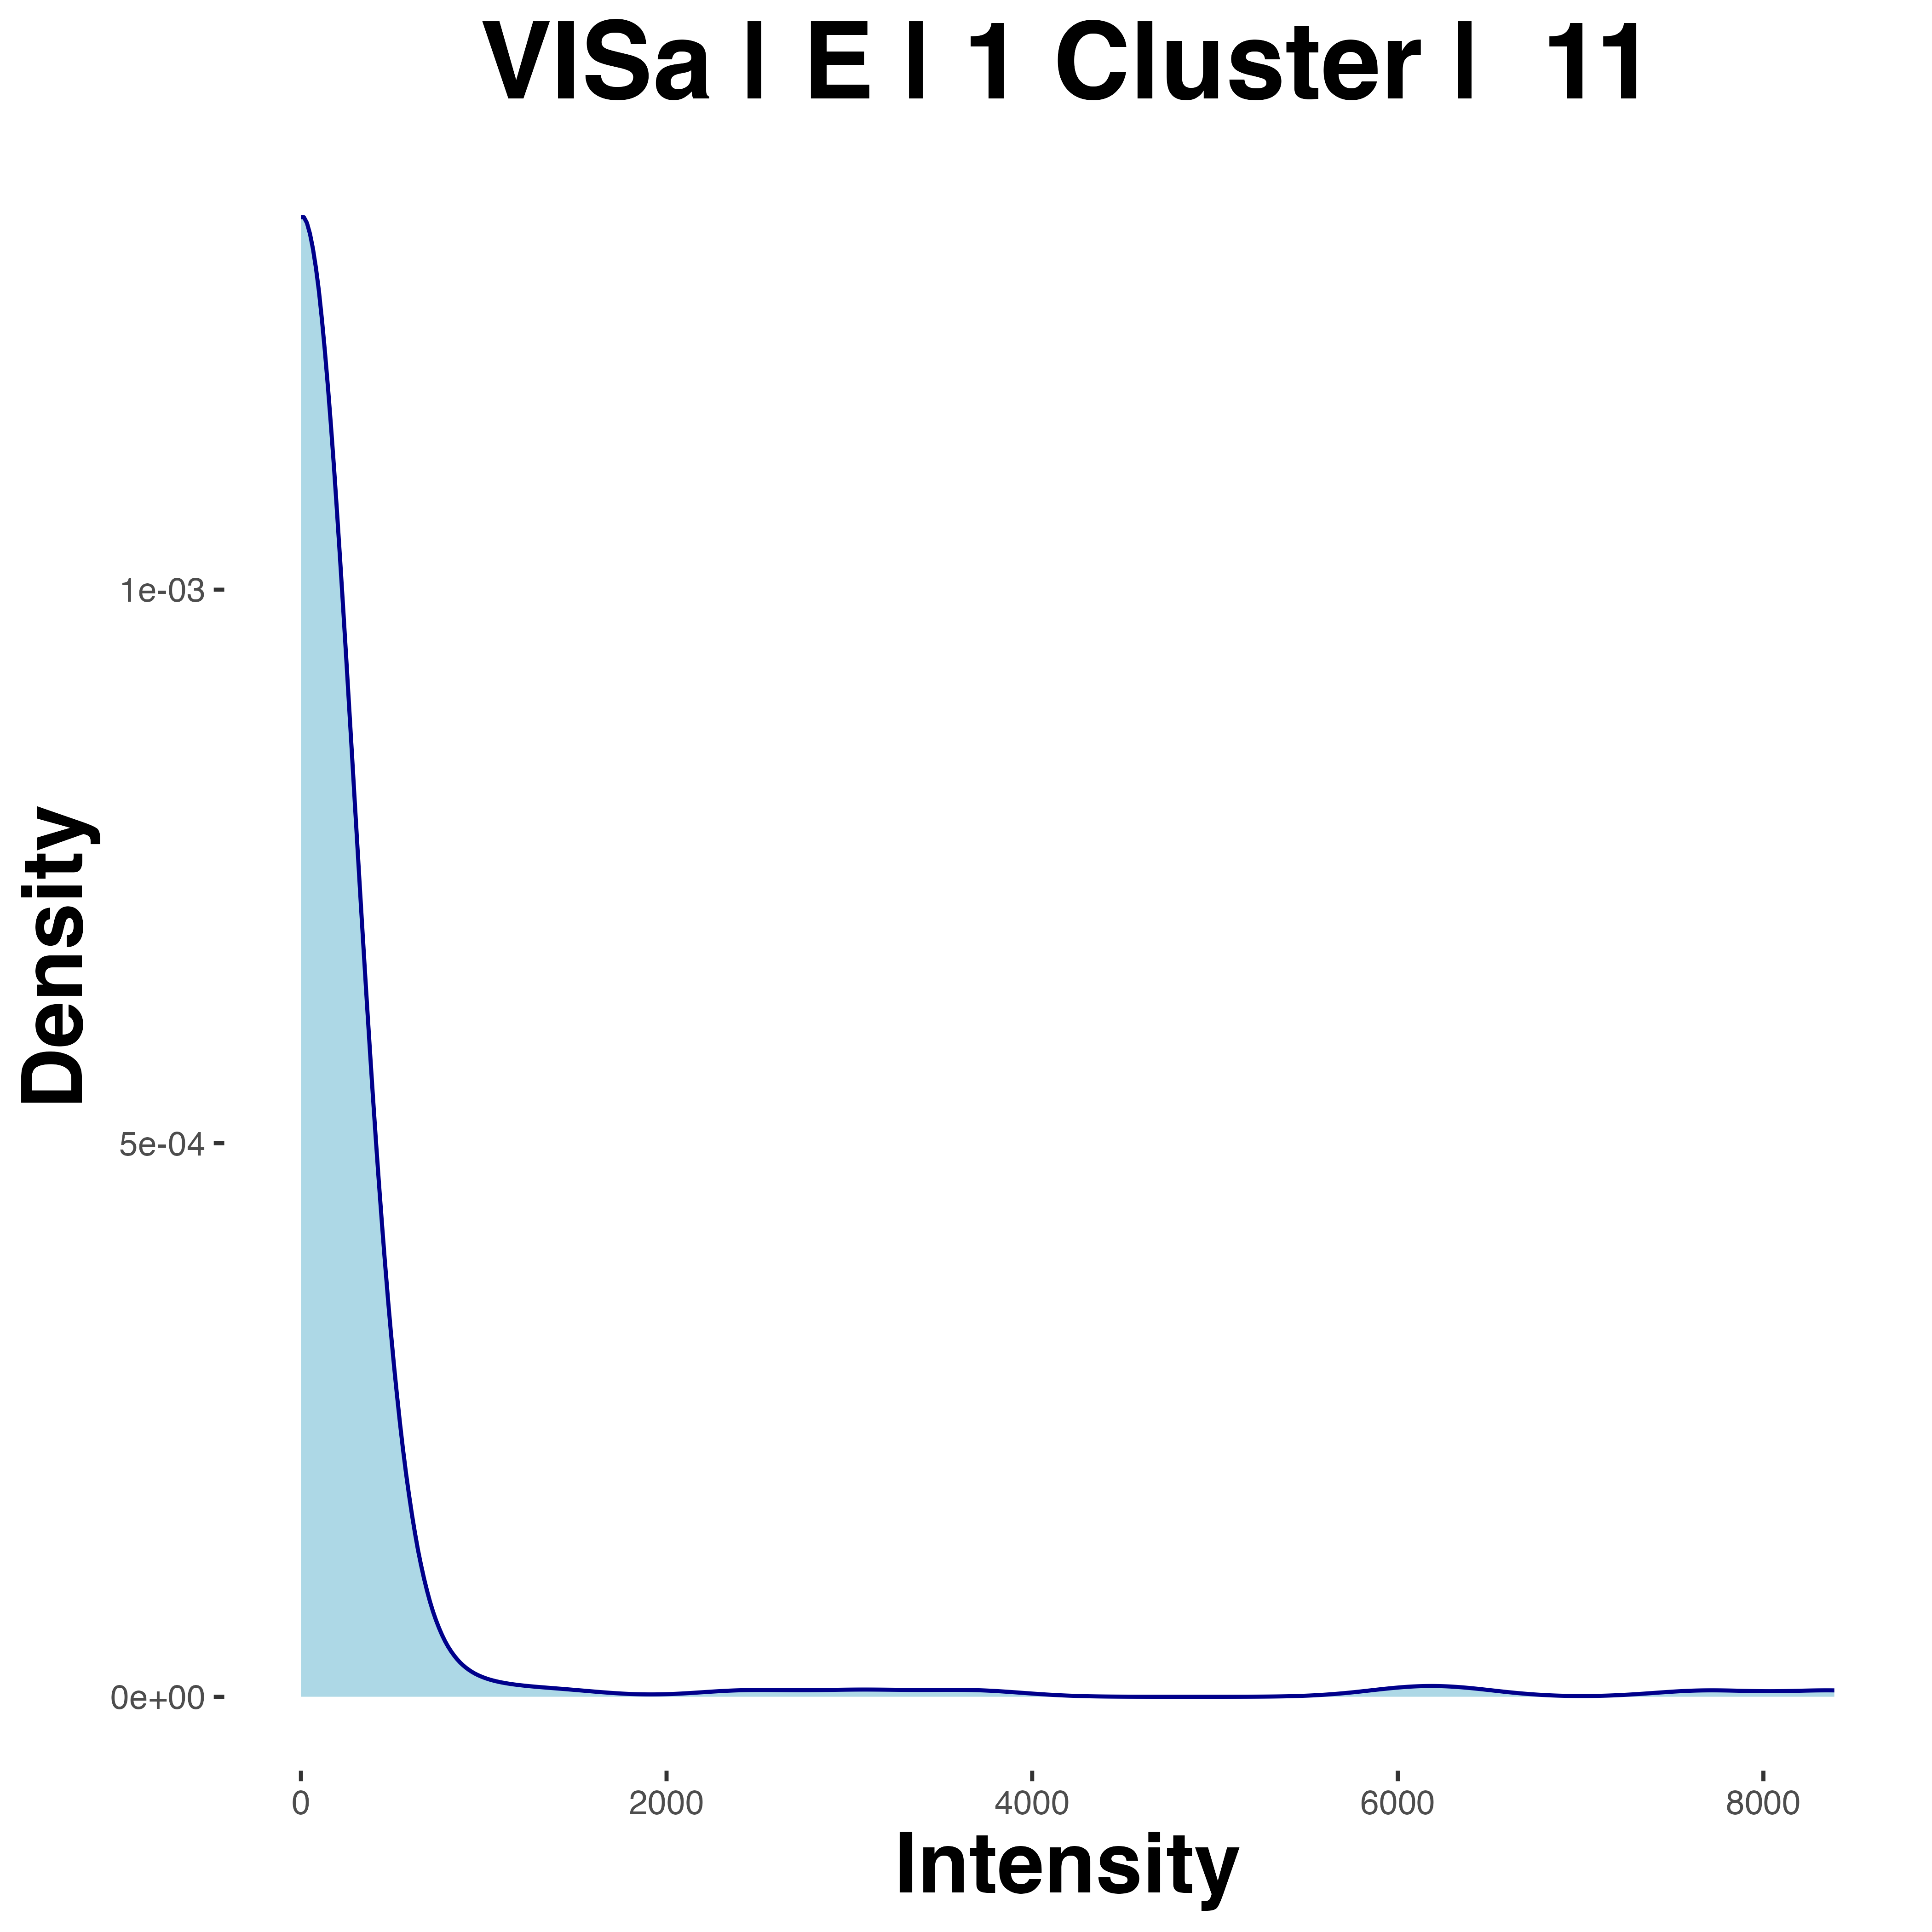 VISa | E | 1 Cluster | 11
Density
1e-03
5e-04
0e+00
0 2000 4000 6000 8000
Intensity